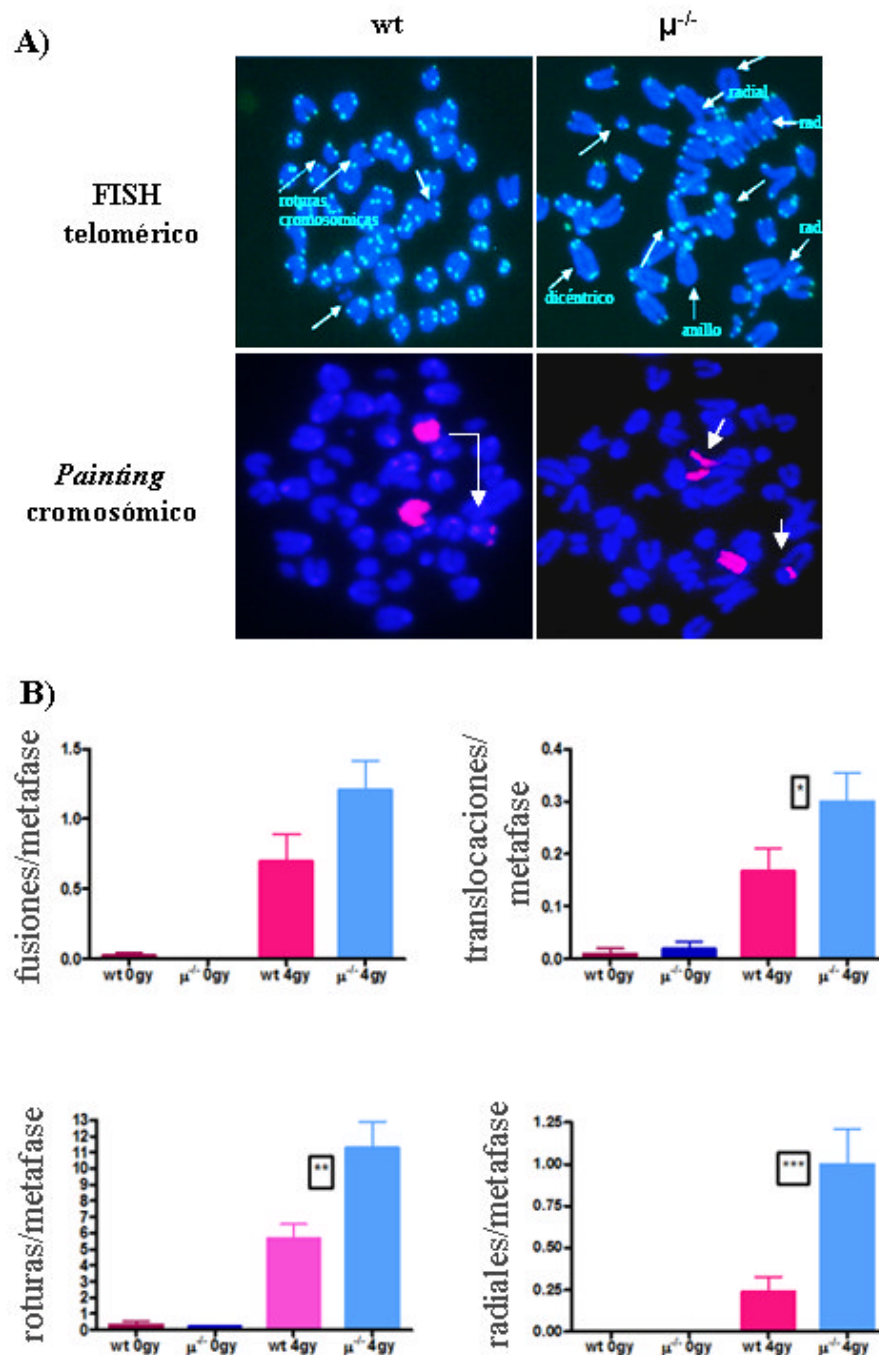 A)
wt
μ-/-
FISH
telomérico
roturas
cromosómicas
radial
rad.
rad.
dicéntrico
anillo
Painting
cromosómico
B)
fusiones/metafase
1.5
1.0
0.5
0.0
wt 0gy
μ-/- 0gy
wt 4gy
μ-/- 4gy
translocaciones/
metafase
0.4
0.3
0.2
0.1
0.0
*
wt 0gy
μ-/- 0gy
wt 4gy
μ-/- 4gy
roturas/metafase
13
12
11
10
9
8
7
6
5
4
3
2
1
0
**
wt 0gy
μ-/- 0gy
wt 4gy
μ-/- 4gy
radiales/metafase
1.25
1.00
0.75
0.50
0.25
0.00
***
wt 0gy
μ-/- 0gy
wt 4gy
μ-/- 4gy